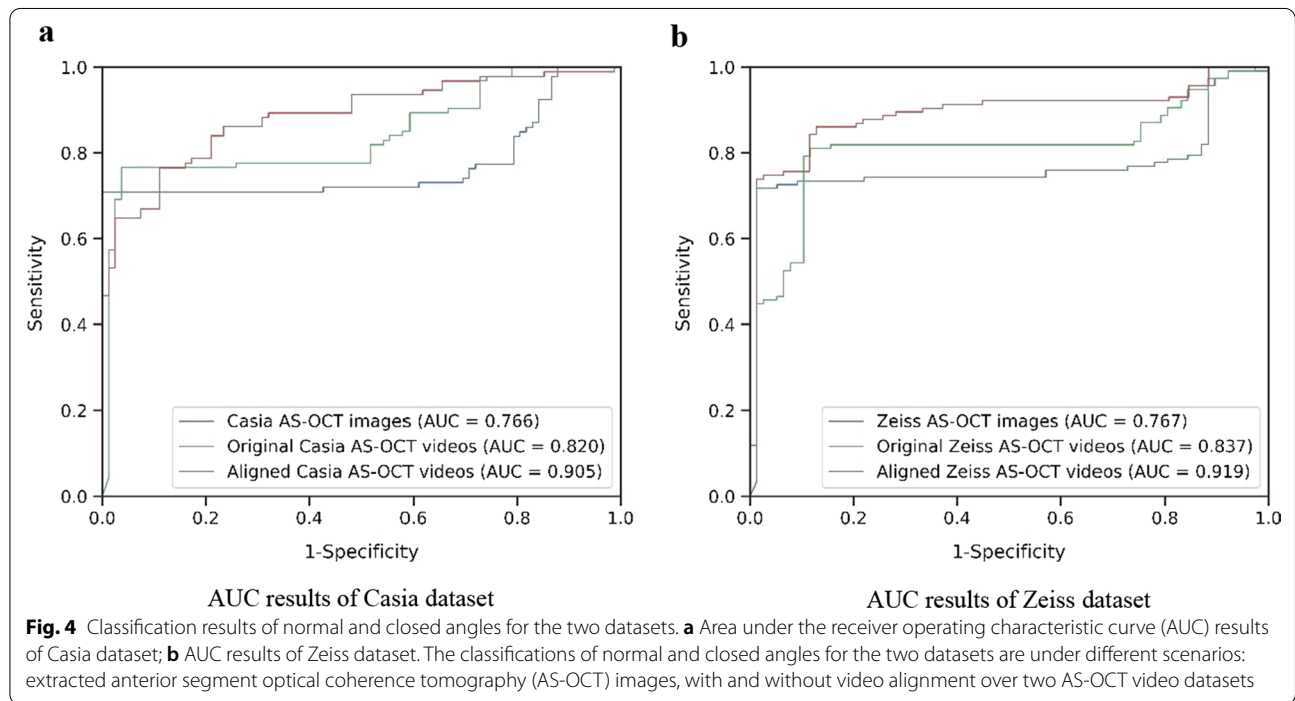 a
1.0
0.8
0.6
0.4
0.2
0.0
Sensitivity
Casia AS-OCT images (AUC = 0.766)
Original Casia AS-OCT videos (AUC = 0.820)
Aligned Casia AS-OCT videos (AUC = 0.905)
0.0 0.2 0.4 0.6 0.8 1.0
1-Specificity
AUC results of Casia dataset
b
1.0
0.8
0.6
0.4
0.2
0.0
Sensitivity
Zeiss AS-OCT images (AUC = 0.767)
Original Zeiss AS-OCT videos (AUC = 0.837)
Aligned Zeiss AS-OCT videos (AUC = 0.919)
0.0 0.2 0.4 0.6 0.8 1.0
1-Specificity
AUC results of Zeiss dataset
Fig. 4 Classification results of normal and closed angles for the two datasets. a Area under the receiver operating characteristic curve (AUC) results
of Casia dataset; b AUC results of Zeiss dataset. The classifications of normal and closed angles for the two datasets are under different scenarios:
extracted anterior segment optical coherence tomography (AS-OCT) images, with and without video alignment over two AS-OCT video datasets